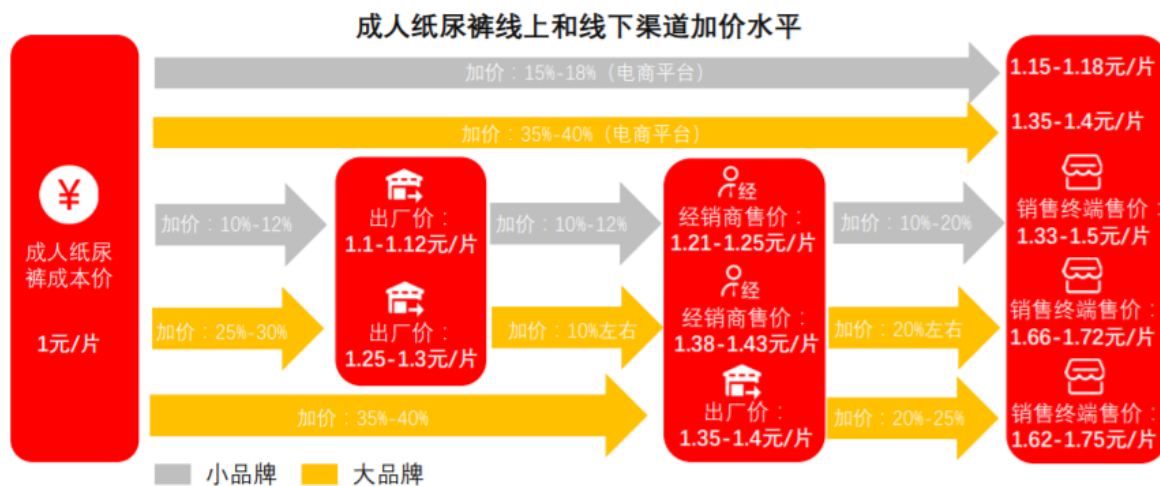 成人纸尿裤线上和线下渠道加价水平
加价：15%-18%（电商平台）
1.15-1.18元/片
加价：35%-40%（电商平台）
1.35-1.4元/片
¥
成人纸尿
裤成本价
1元/片
加价：10%-12%
出厂价：
1.1-1.12元/片
加价：10%-12%
经
经销商售价：
1.21-1.25元/片
加价：10%-20%
销售终端售价：
1.33-1.5元/片
加价：25%-30%
出厂价：
1.25-1.3元/片
加价：10%左右
经
经销商售价：
1.38-1.43元/片
加价：20%左右
销售终端售价：
1.66-1.72元/片
加价：35%-40%
出厂价：
1.35-1.4元/片
加价：20%-25%
销售终端售价：
1.62-1.75元/片
小品牌
大品牌